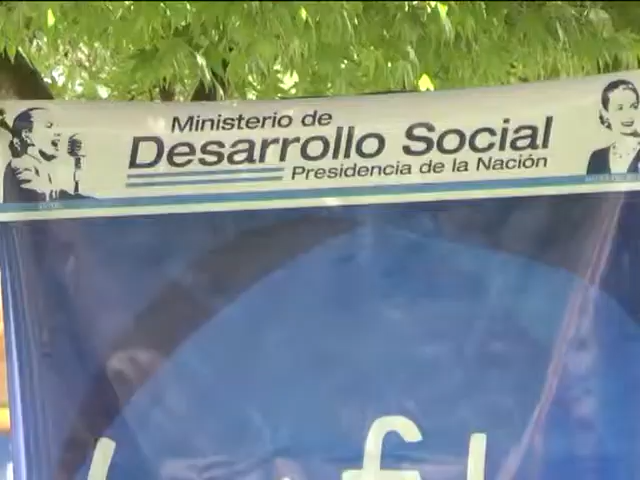 Ministerio de
Desarrollo Social
Presidencia de la Nación